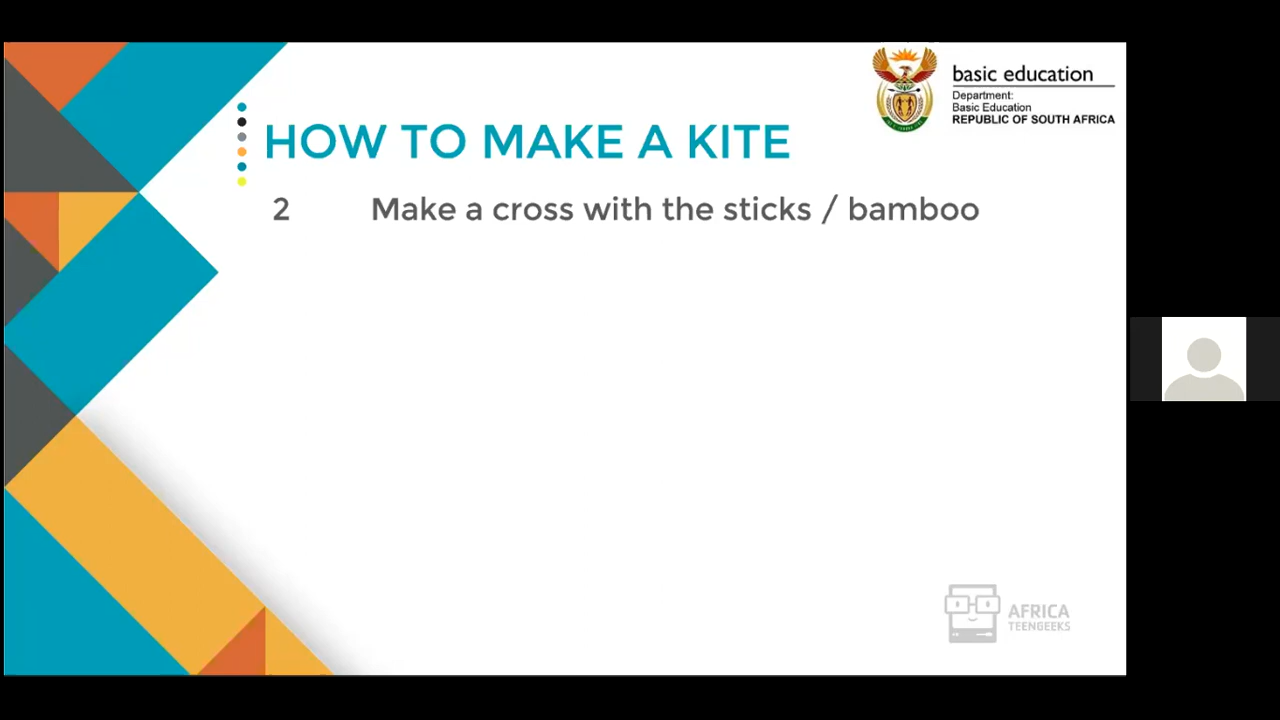 basic education
Department:
Basic Education
REPUBLIC OF SOUTH AFRICA
HOW TO MAKE A KITE
2 Make a cross with the sticks / bamboo
AFRICA
TEENGEEKS